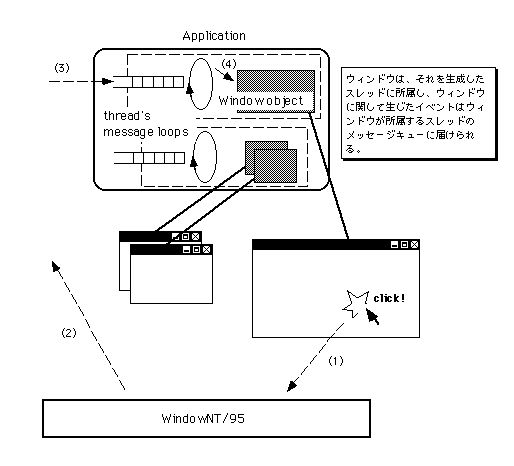 Application
(3)
(4)
Window object
thread's
message loops
ウィンドウは、それを生成した
スレッドに所属し、ウィンドウ
に関して生じたイベントはウィ
ンドウが所属するスレッドの
メッセージキューに届けられ
る。
click!
(2)
(1)
WindowNT/95